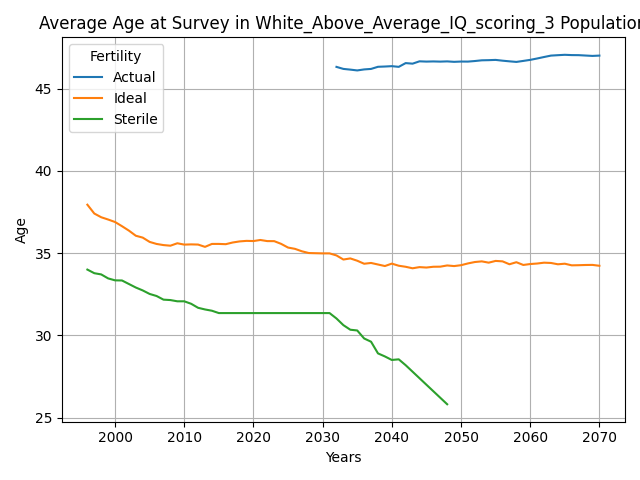 Average Age at Survey in White_Above_Average_IQ_scoring_3 Population
Fertility
Actual
Ideal
Sterile
45
40
35
30
25
Age
2000 2010 2020 2030 2040 2050 2060 2070
Years